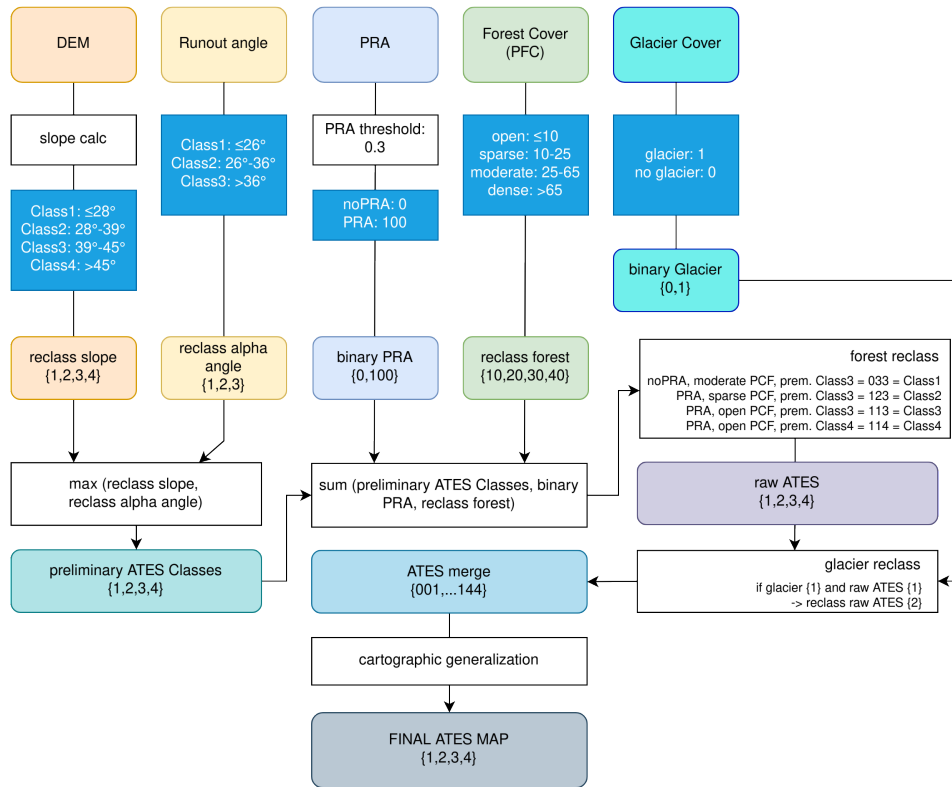 DEM
Runout angle
PRA
Forest Cover
(PFC)
Glacier Cover
slope calc
Class1: ≤26°
Class2: 26°-36°
Class3: >36°
PRA threshold:
0.3
open: ≤10
sparse: 10-25
moderate: 25-65
dense: >65
glacier: 1
no glacier: 0
Class1: ≤28°
Class2: 28°-39°
Class3: 39°-45°
Class4: >45°
noPRA: 0
PRA: 100
binary Glacier
{0,1}
reclass slope
{1,2,3,4}
reclass alpha
angle
{1,2,3}
binary PRA
{0,100}
reclass forest
{10,20,30,40}
forest reclass
noPRA, moderate PCF, prem. Class3 = 033 = Class1
PRA, sparse PCF, prem. Class3 = 123 = Class2
PRA, open PCF, prem. Class3 = 113 = Class3
PRA, open PCF, prem. Class4 = 114 = Class4
max (reclass slope,
reclass alpha angle)
sum (preliminary ATES Classes, binary
PRA, reclass forest)
raw ATES
{1,2,3,4}
preliminary ATES Classes
{1,2,3,4}
ATES merge
{001,...144}
glacier reclass
if glacier {1} and raw ATES {1}
-> reclass raw ATES {2}
cartographic generalization
FINAL ATES MAP
{1,2,3,4}